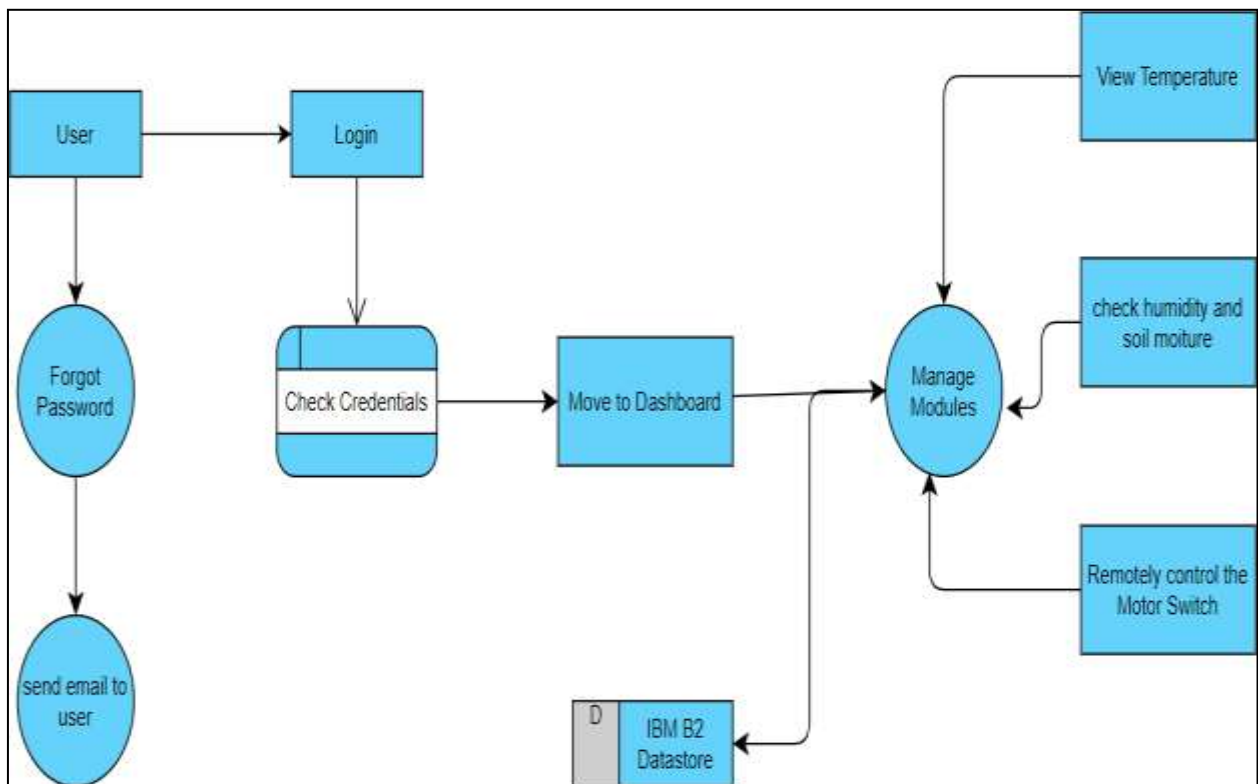 User
Login
View Temperature
check humidity and
soil moiture
Forgot
Password
Check Credentials
Move to Dashboard
Manage
Modules
Remotely control the
Motor Switch
send email to
user
D
IBM B2
Datastore